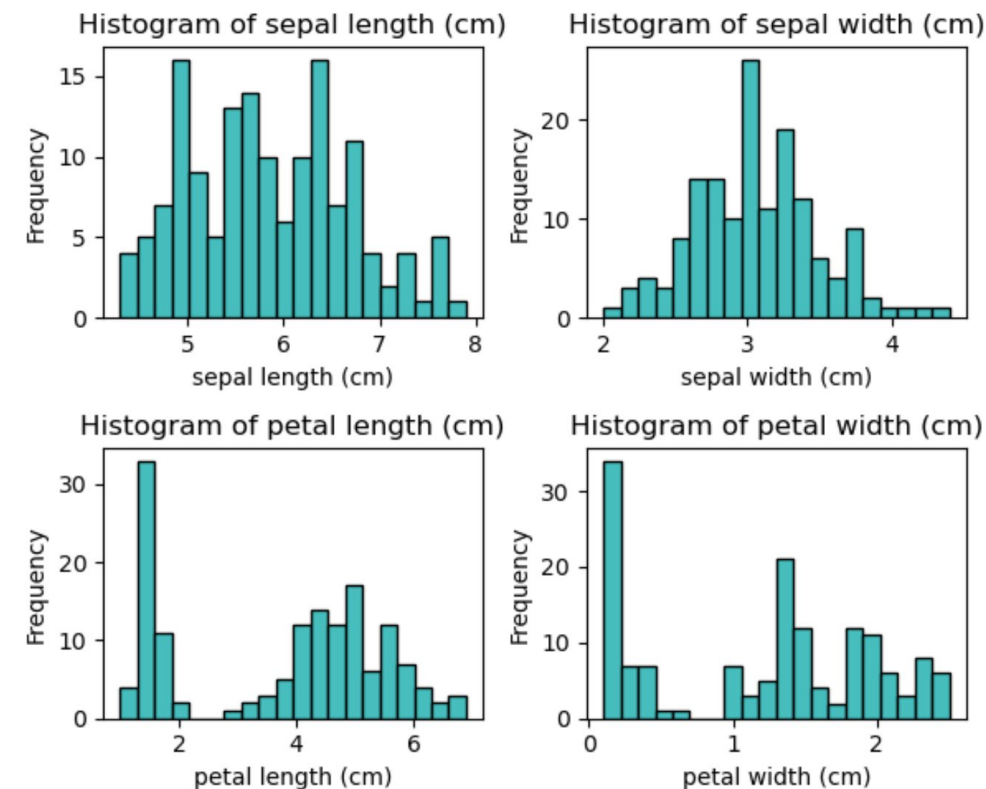 Histogram of sepal length (cm)
15
10
5
0
Frequency
5 6 7 8
sepal length (cm)
Histogram of sepal width (cm)
20
10
0
Frequency
2 3 4
sepal width (cm)
Histogram of petal length (cm)
30
20
10
0
Frequency
2 4 6
petal length (cm)
Histogram of petal width (cm)
30
20
10
0
Frequency
0 1 2
petal width (cm)